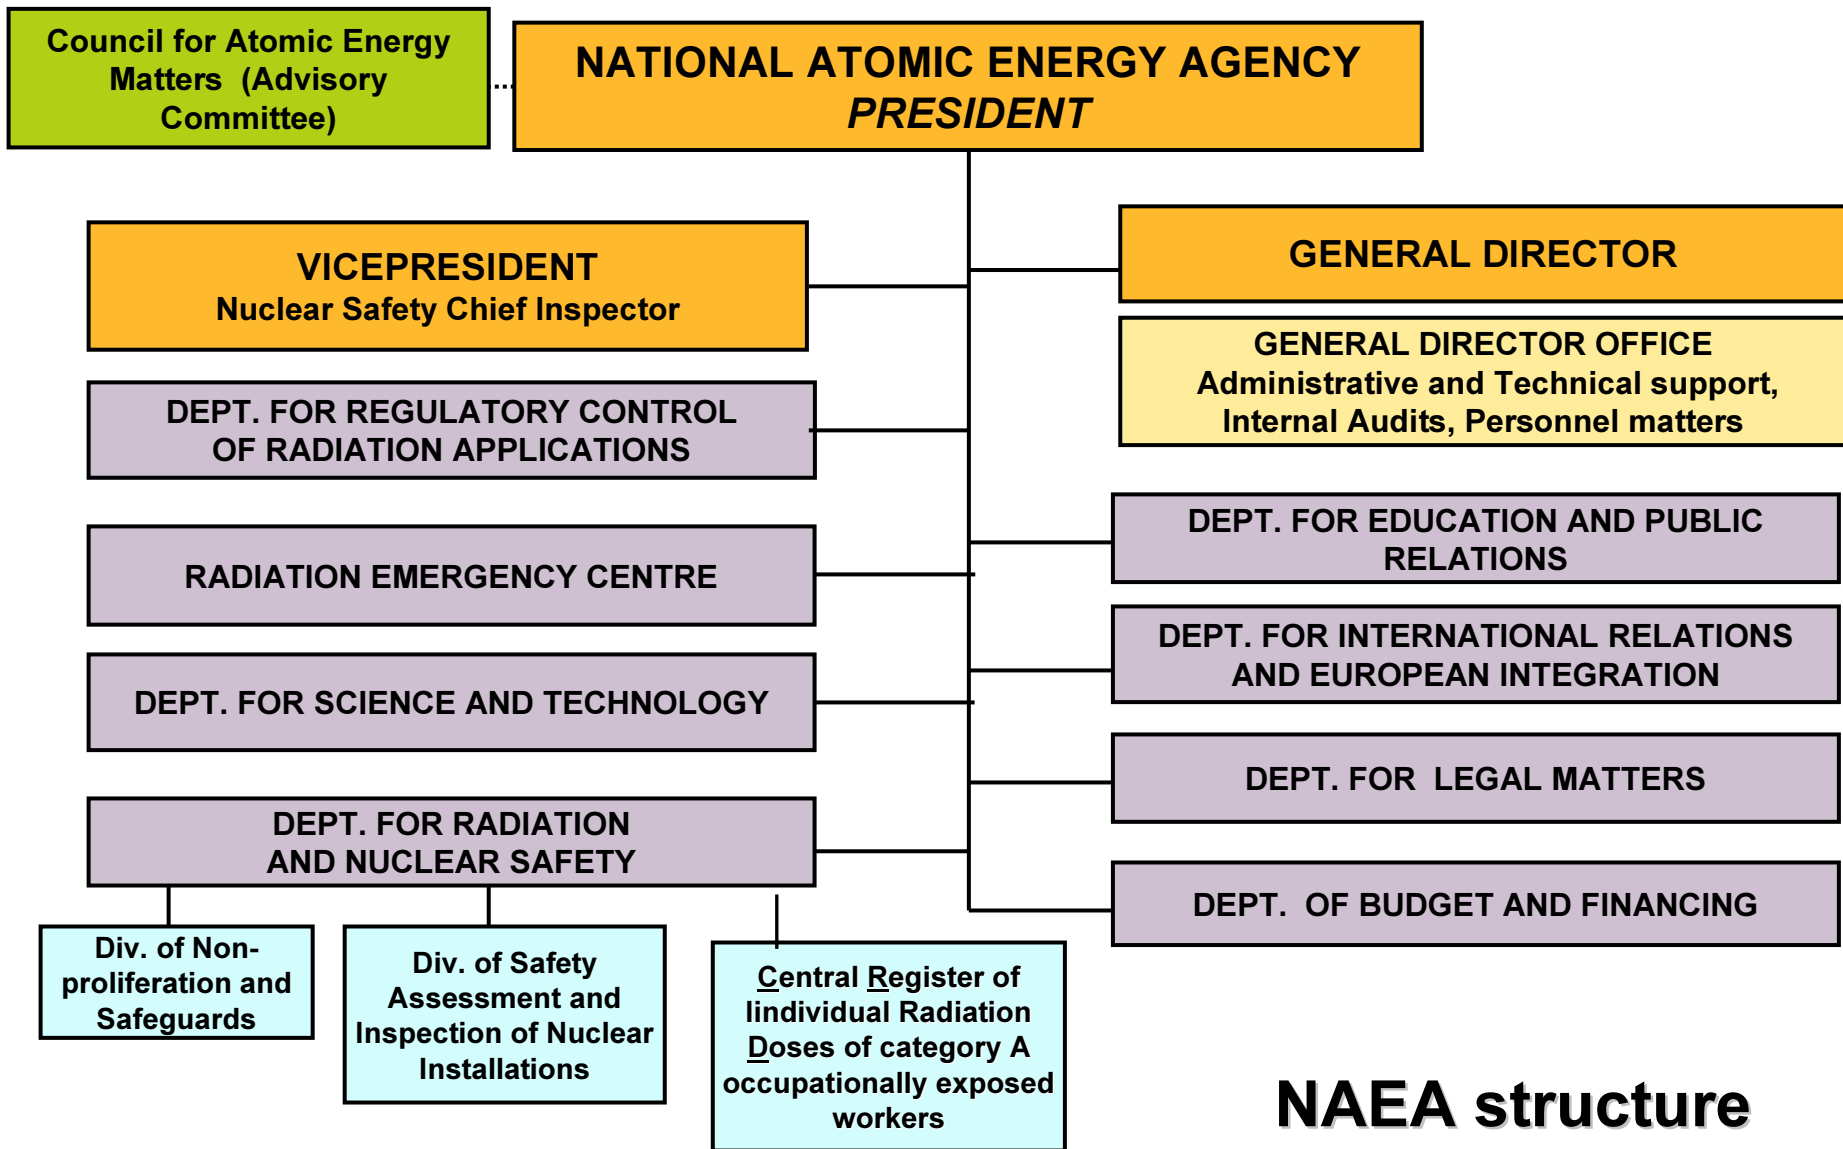 Council for Atomic Energy
Matters (Advisory
Committee)
NATIONAL ATOMIC ENERGY AGENCY
PRESIDENT
VICEPRESIDENT
Nuclear Safety Chief Inspector
GENERAL DIRECTOR
GENERAL DIRECTOR OFFICE
Administrative and Technical support,
Internal Audits, Personnel matters
DEPT. FOR REGULATORY CONTROL
OF RADIATION APPLICATIONS
DEPT. FOR EDUCATION AND PUBLIC
RELATIONS
RADIATION EMERGENCY CENTRE
DEPT. FOR INTERNATIONAL RELATIONS
AND EUROPEAN INTEGRATION
DEPT. FOR SCIENCE AND TECHNOLOGY
DEPT. FOR LEGAL MATTERS
DEPT. FOR RADIATION
AND NUCLEAR SAFETY
DEPT. OF BUDGET AND FINANCING
Div. of Non-
proliferation and
Safeguards
Div. of Safety
Assessment and
Inspection of Nuclear
Installations
Central Register of
Iindividual Radiation
Doses of category A
occupationally exposed
workers
NAEA structure